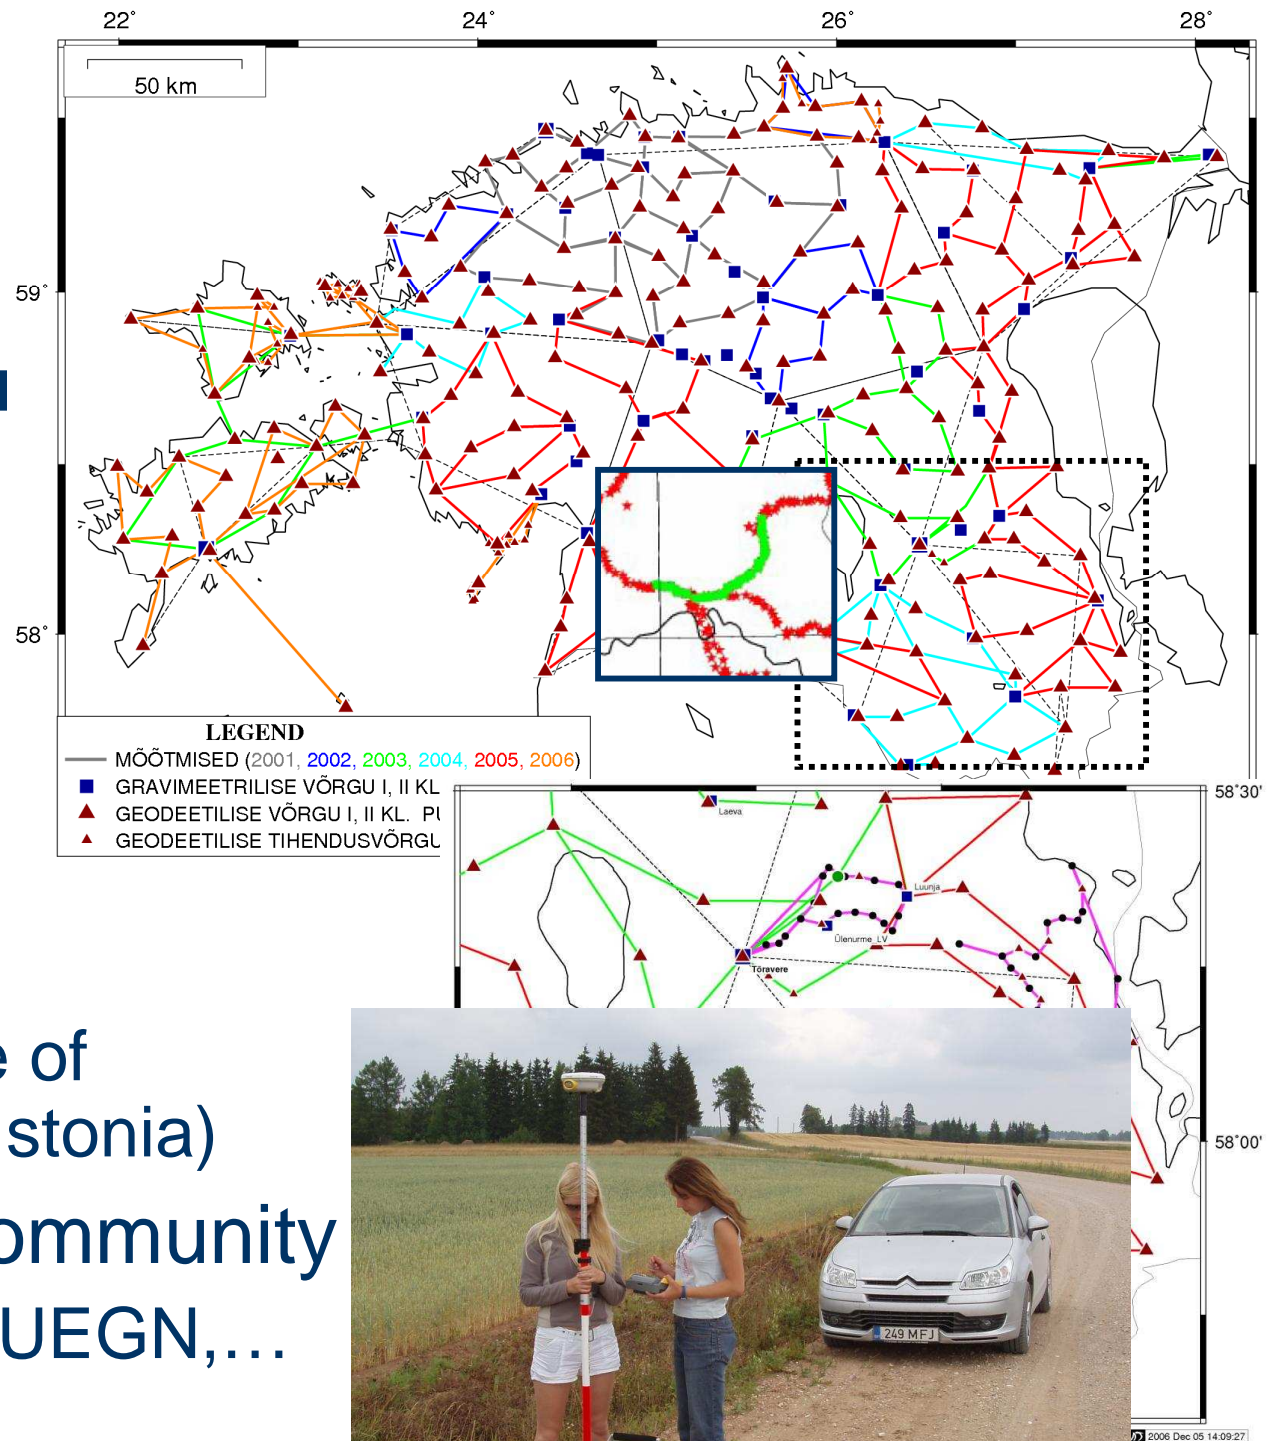 22° 24° 26° 28°
50 km
59°
58°
LEGEND
MÕÕTMISED (2001, 2002, 2003, 2004, 2005, 2006)
GRAVIMEETRILISE VÕRGU I, II KL
GEODEETILISE VÕRGU I, II KL. PU
GEODEETILISE TIHENDUSVÕRGU
58°30'
Laeva
Luunja
Ülenurme_LV
Tõravere
58°00'
e of
stonia)
ommunity
UEGN,...
249 MFJ
2006 Dec 05 14:09:27